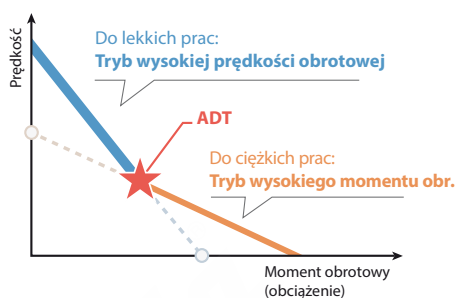 Prędkość
Do lekkich prac:
Tryb wysokiej prędkości obrotowej
ADT
Do ciężkich prac:
Tryb wysokiego momentu obr.
Moment obrotowy
(obciążenie)